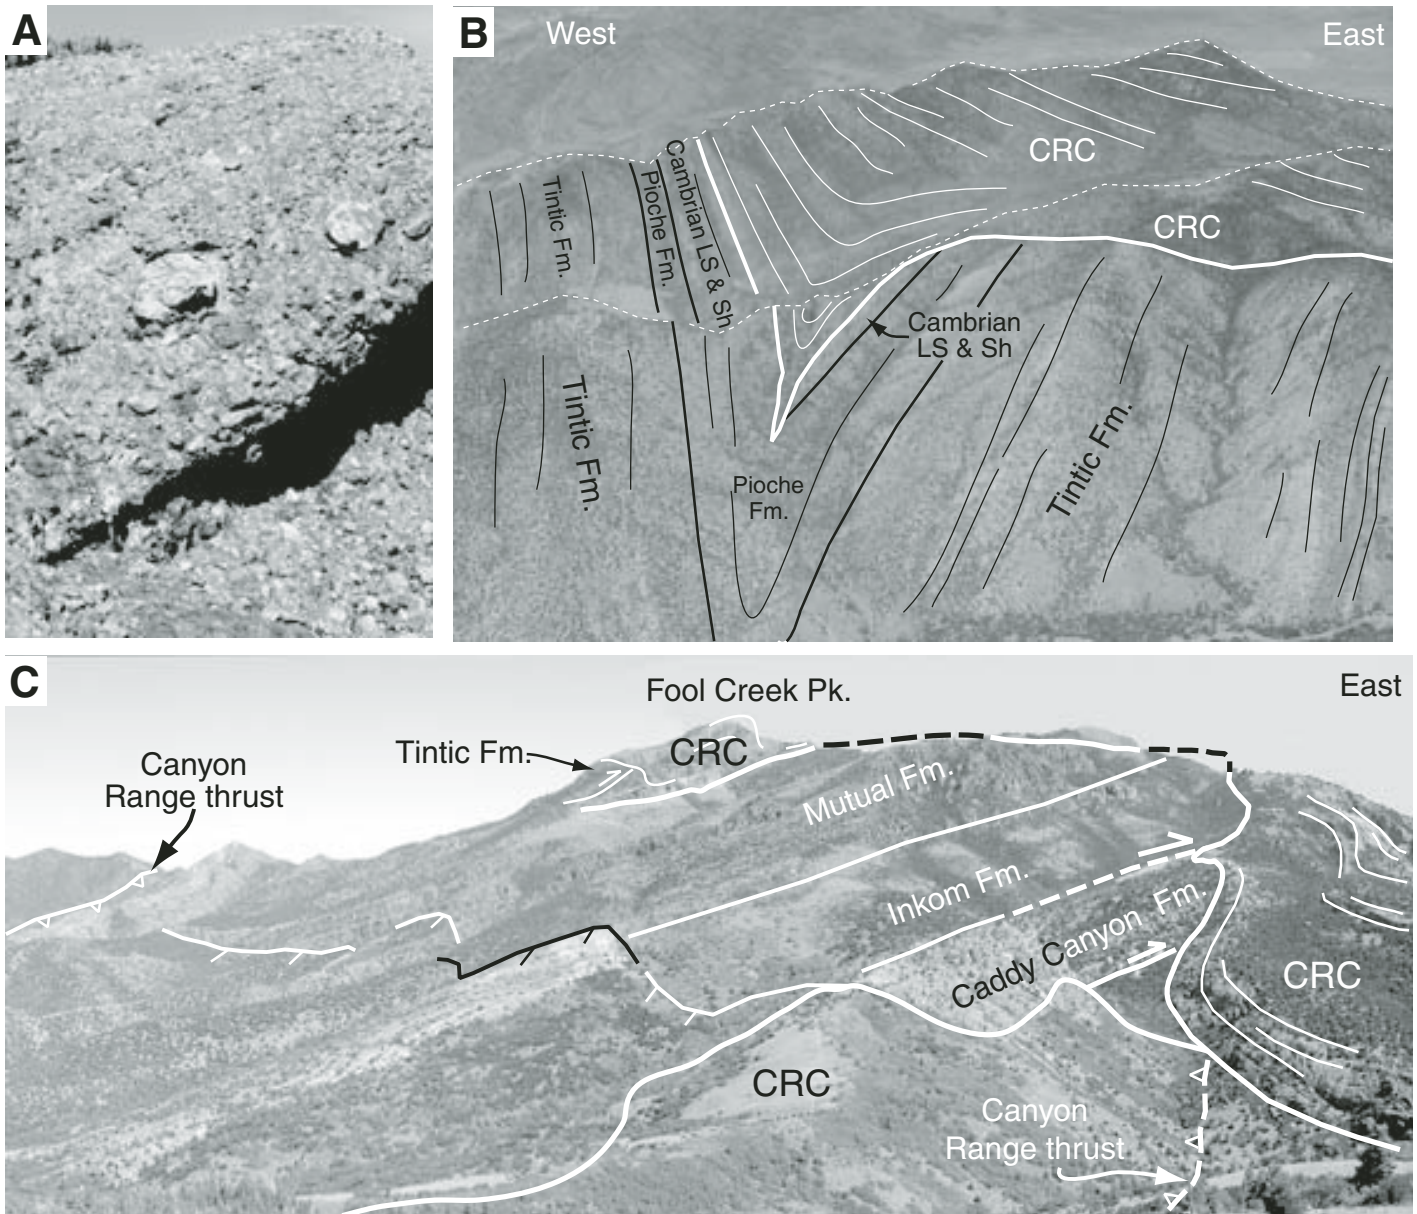 A
B
West
East
CRC
CRC
Tintic Fm.
Pioche Fm.
Cambrian LS & Sh
Cambrian
LS & Sh
Tintic Fm.
Pioche
Fm.
Tintic Fm.
C
Fool Creek Pk.
East
Canyon
Range thrust
Tintic Fm.
CRC
Mutual Fm.
Inkom Fm.
Caddy Canyon Fm.
CRC
CRC
Canyon
Range thrust